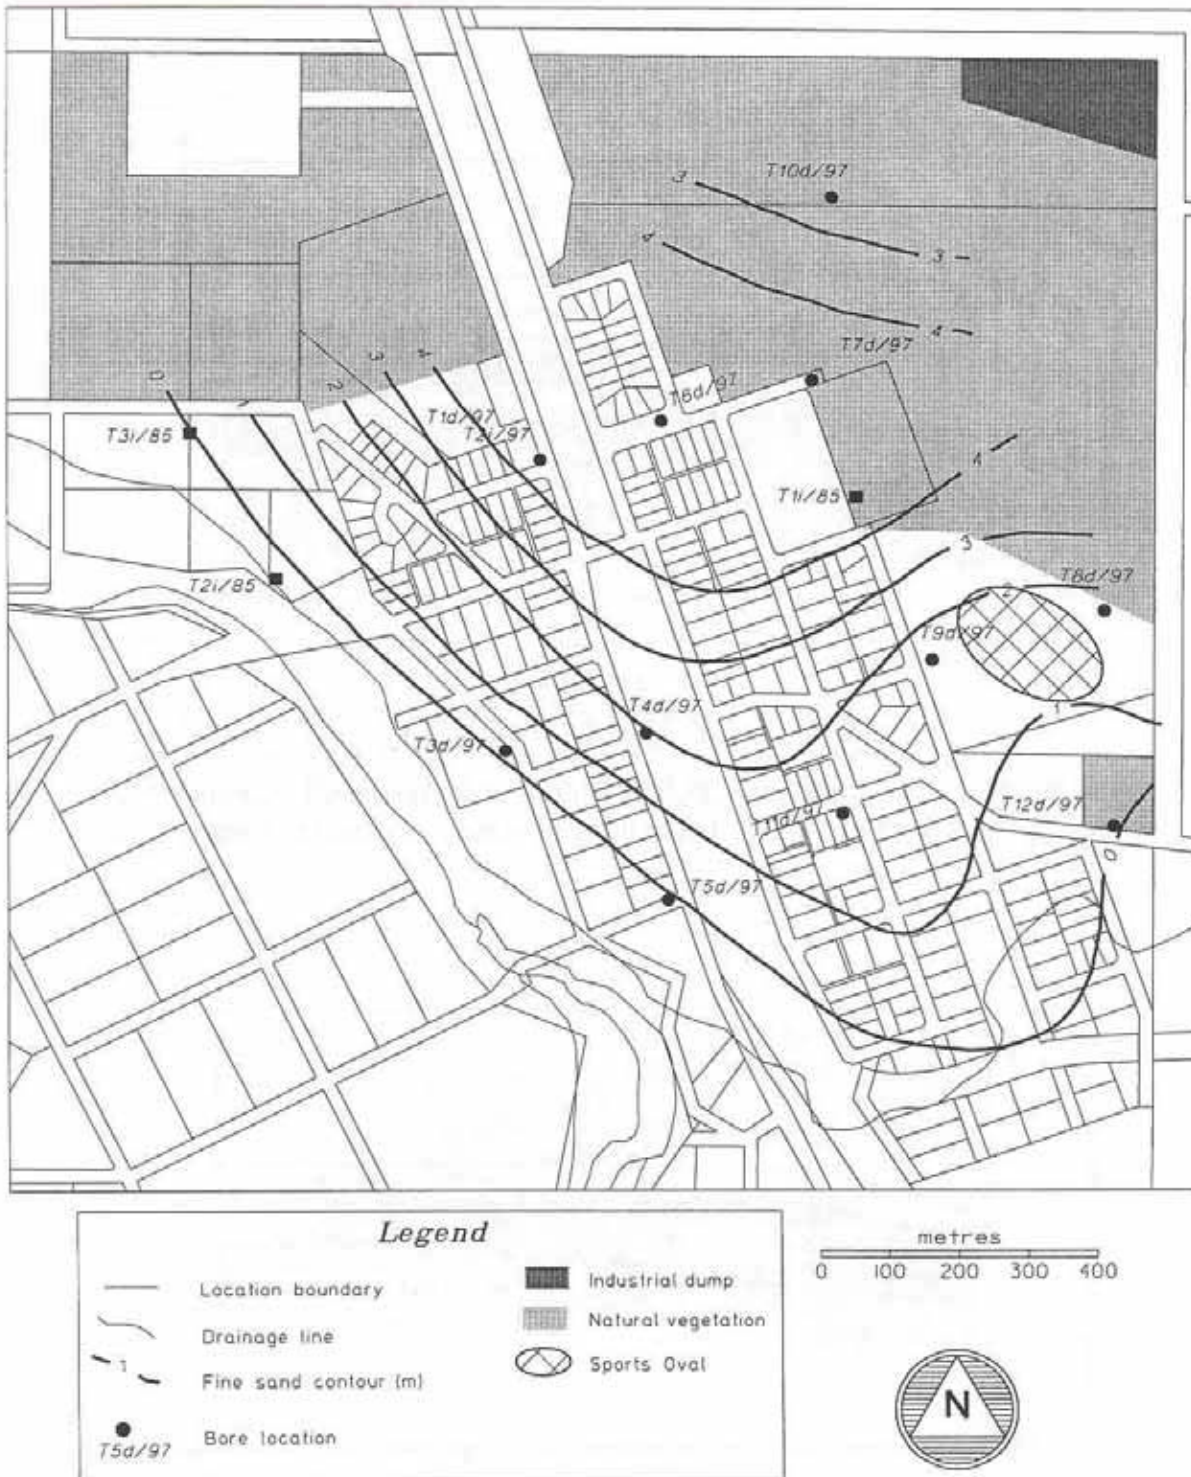 3
T10d/97
4
3
4
T7d/97
0
1
2
3
4
T6d/97
T3i/85
T1d/97
T2i/97
4
T1i/85
3
T2i/85
2
T6d/97
T9d/97
1
T4d/97
T3d/97
T11d/97
T12d/97
0
T5d/97
Legend
Location boundary
Drainage line
1
Fine sand contour (m)
T5d/97
Bore location
Industrial dump
Natural vegetation
Sports Oval
metres
0 100 200 300 400
N